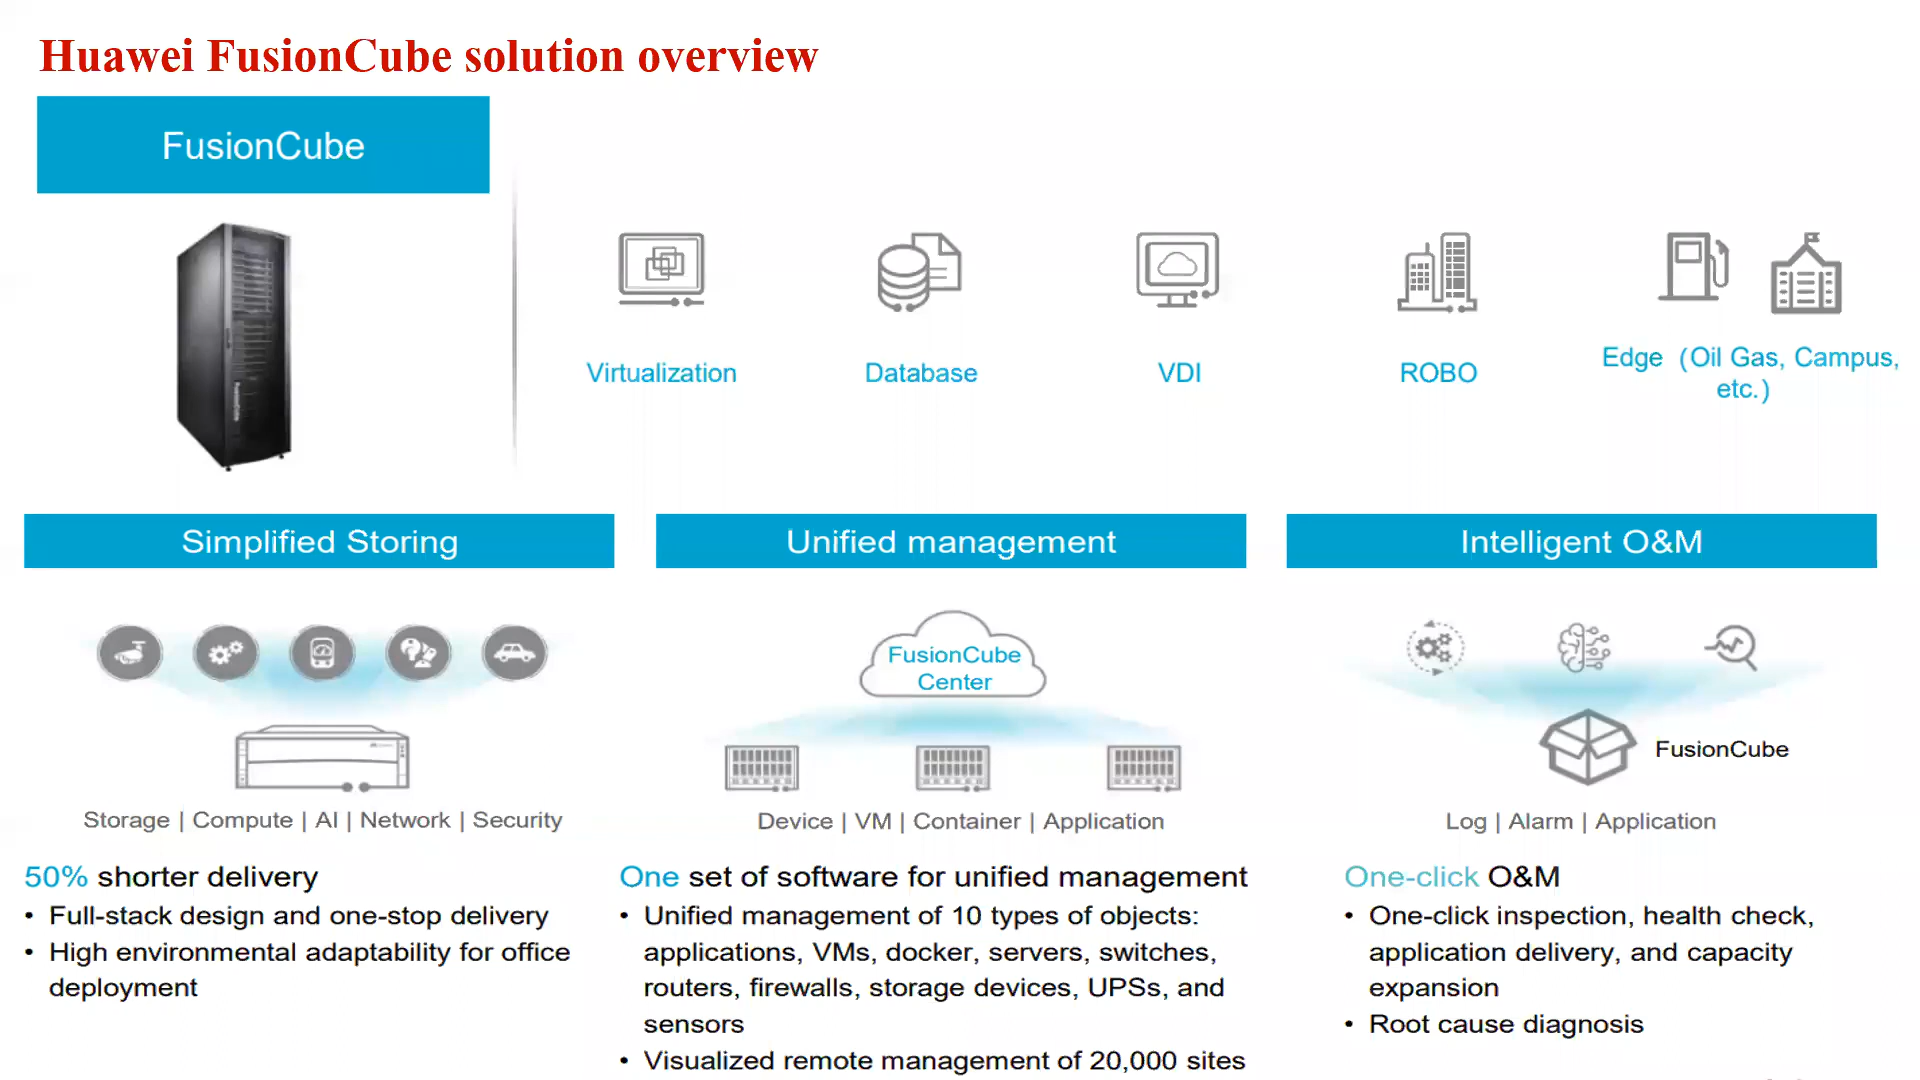 Huawei FusionCube solution overview
FusionCube
Virtualization
Database
VDI
ROBO
Edge (Oil Gas, Campus,
etc.)
Simplified Storing
Unified management
Intelligent O&M
FusionCube
Center
FusionCube
Storage | Compute | AI | Network | Security
Device | VM | Container | Application
Log | Alarm | Application
50% shorter delivery
• Full-stack design and one-stop delivery
• High environmental adaptability for office
deployment
One set of software for unified management
• Unified management of 10 types of objects:
applications, VMs, docker, servers, switches,
routers, firewalls, storage devices, UPSs, and
sensors
• Visualized remote management of 20,000 sites
One-click O&M
• One-click inspection, health check,
application delivery, and capacity
expansion
• Root cause diagnosis